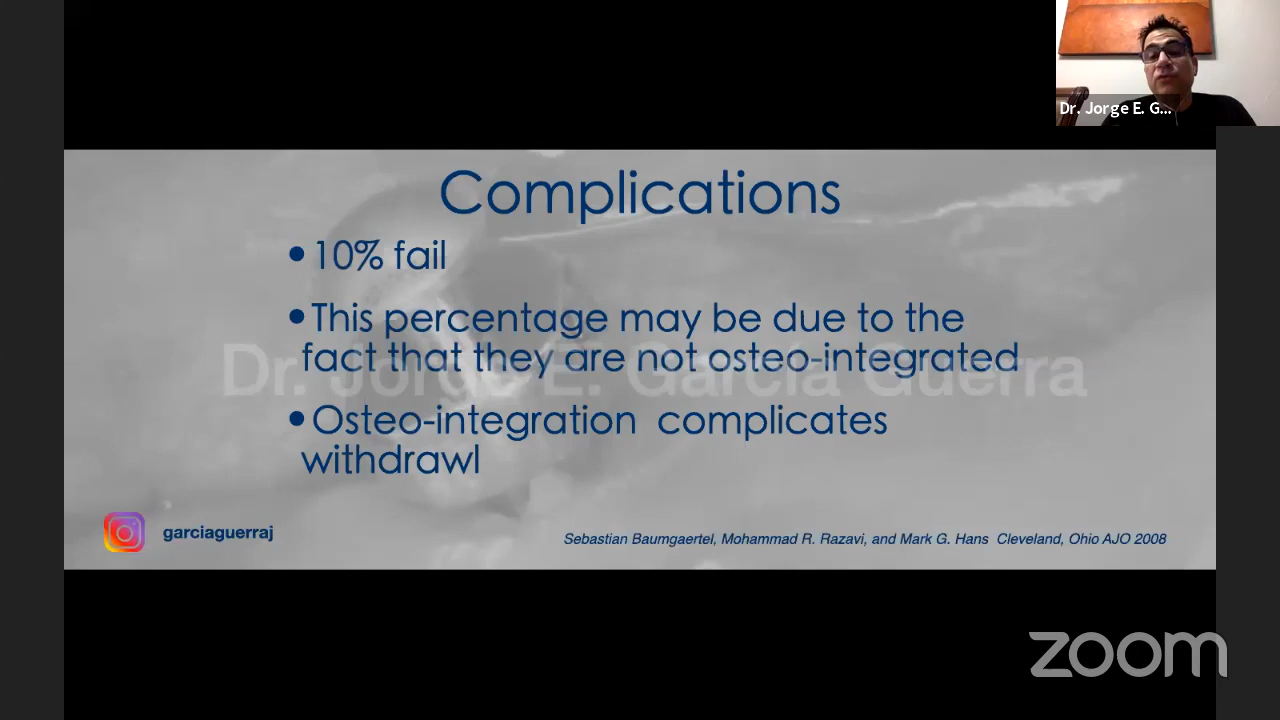 Dr. Jorge E. G...
Complications
•10% fail
•This percentage may be due to the
fact that they are not osteo-integrated
Dr. Jorge E. García Guerra
•Osteo-integration complicates
withdrawl
garciaguerraj
Sebastian Baumgaertel, Mohammad R. Razavi, and Mark G. Hans Cleveland, Ohio AJO 2008
zoom